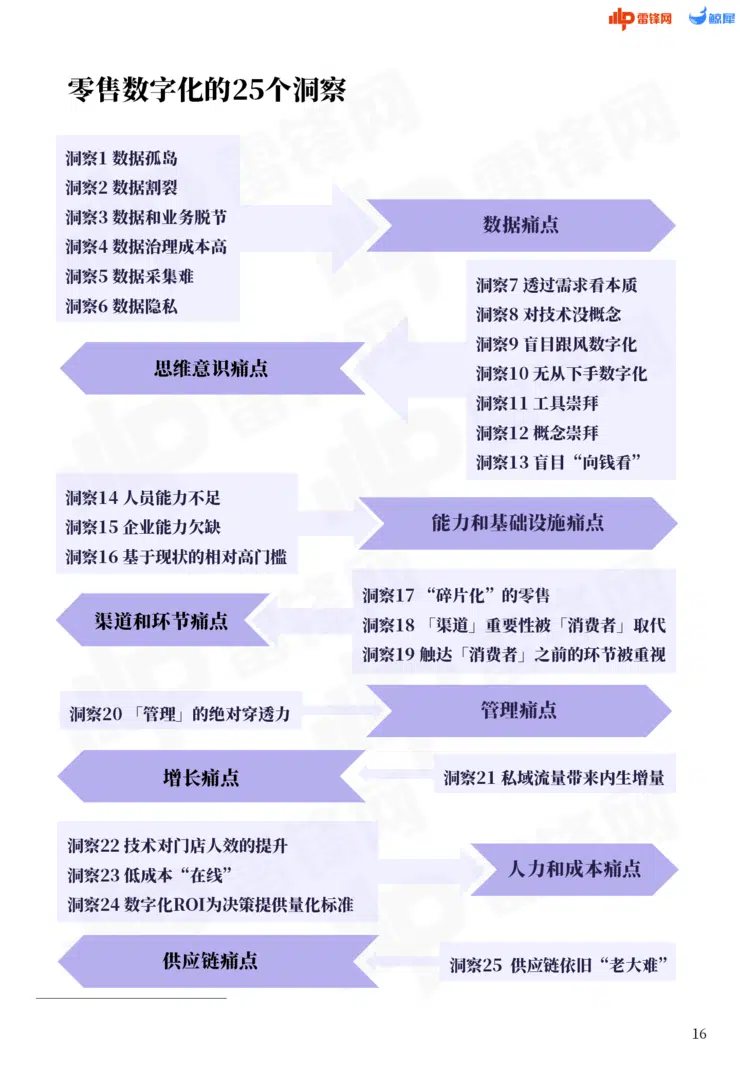 雷锋网 鲸犀
零售数字化的25个洞察
洞察1 数据孤岛
洞察2 数据割裂
洞察3 数据和业务脱节
洞察4 数据治理成本高
洞察5 数据采集难
洞察6 数据隐私
数据痛点
洞察7 透过需求看本质
洞察8 对技术没概念
洞察9 盲目跟风数字化
洞察10 无从下手数字化
洞察11 工具崇拜
洞察12 概念崇拜
洞察13 盲目“向钱看”
思维意识痛点
洞察14 人员能力不足
洞察15 企业能力欠缺
洞察16 基于现状的相对高门槛
能力和基础设施痛点
洞察17 “碎片化”的零售
洞察18 「渠道」重要性被「消费者」取代
洞察19 触达「消费者」之前的环节被重视
渠道和环节痛点
洞察20 「管理」的绝对穿透力
管理痛点
洞察21 私域流量带来内生增量
增长痛点
洞察22 技术对门店人效的提升
洞察23 低成本“在线”
洞察24 数字化ROI为决策提供量化标准
人力和成本痛点
洞察25 供应链依旧“老大难”
供应链痛点
16